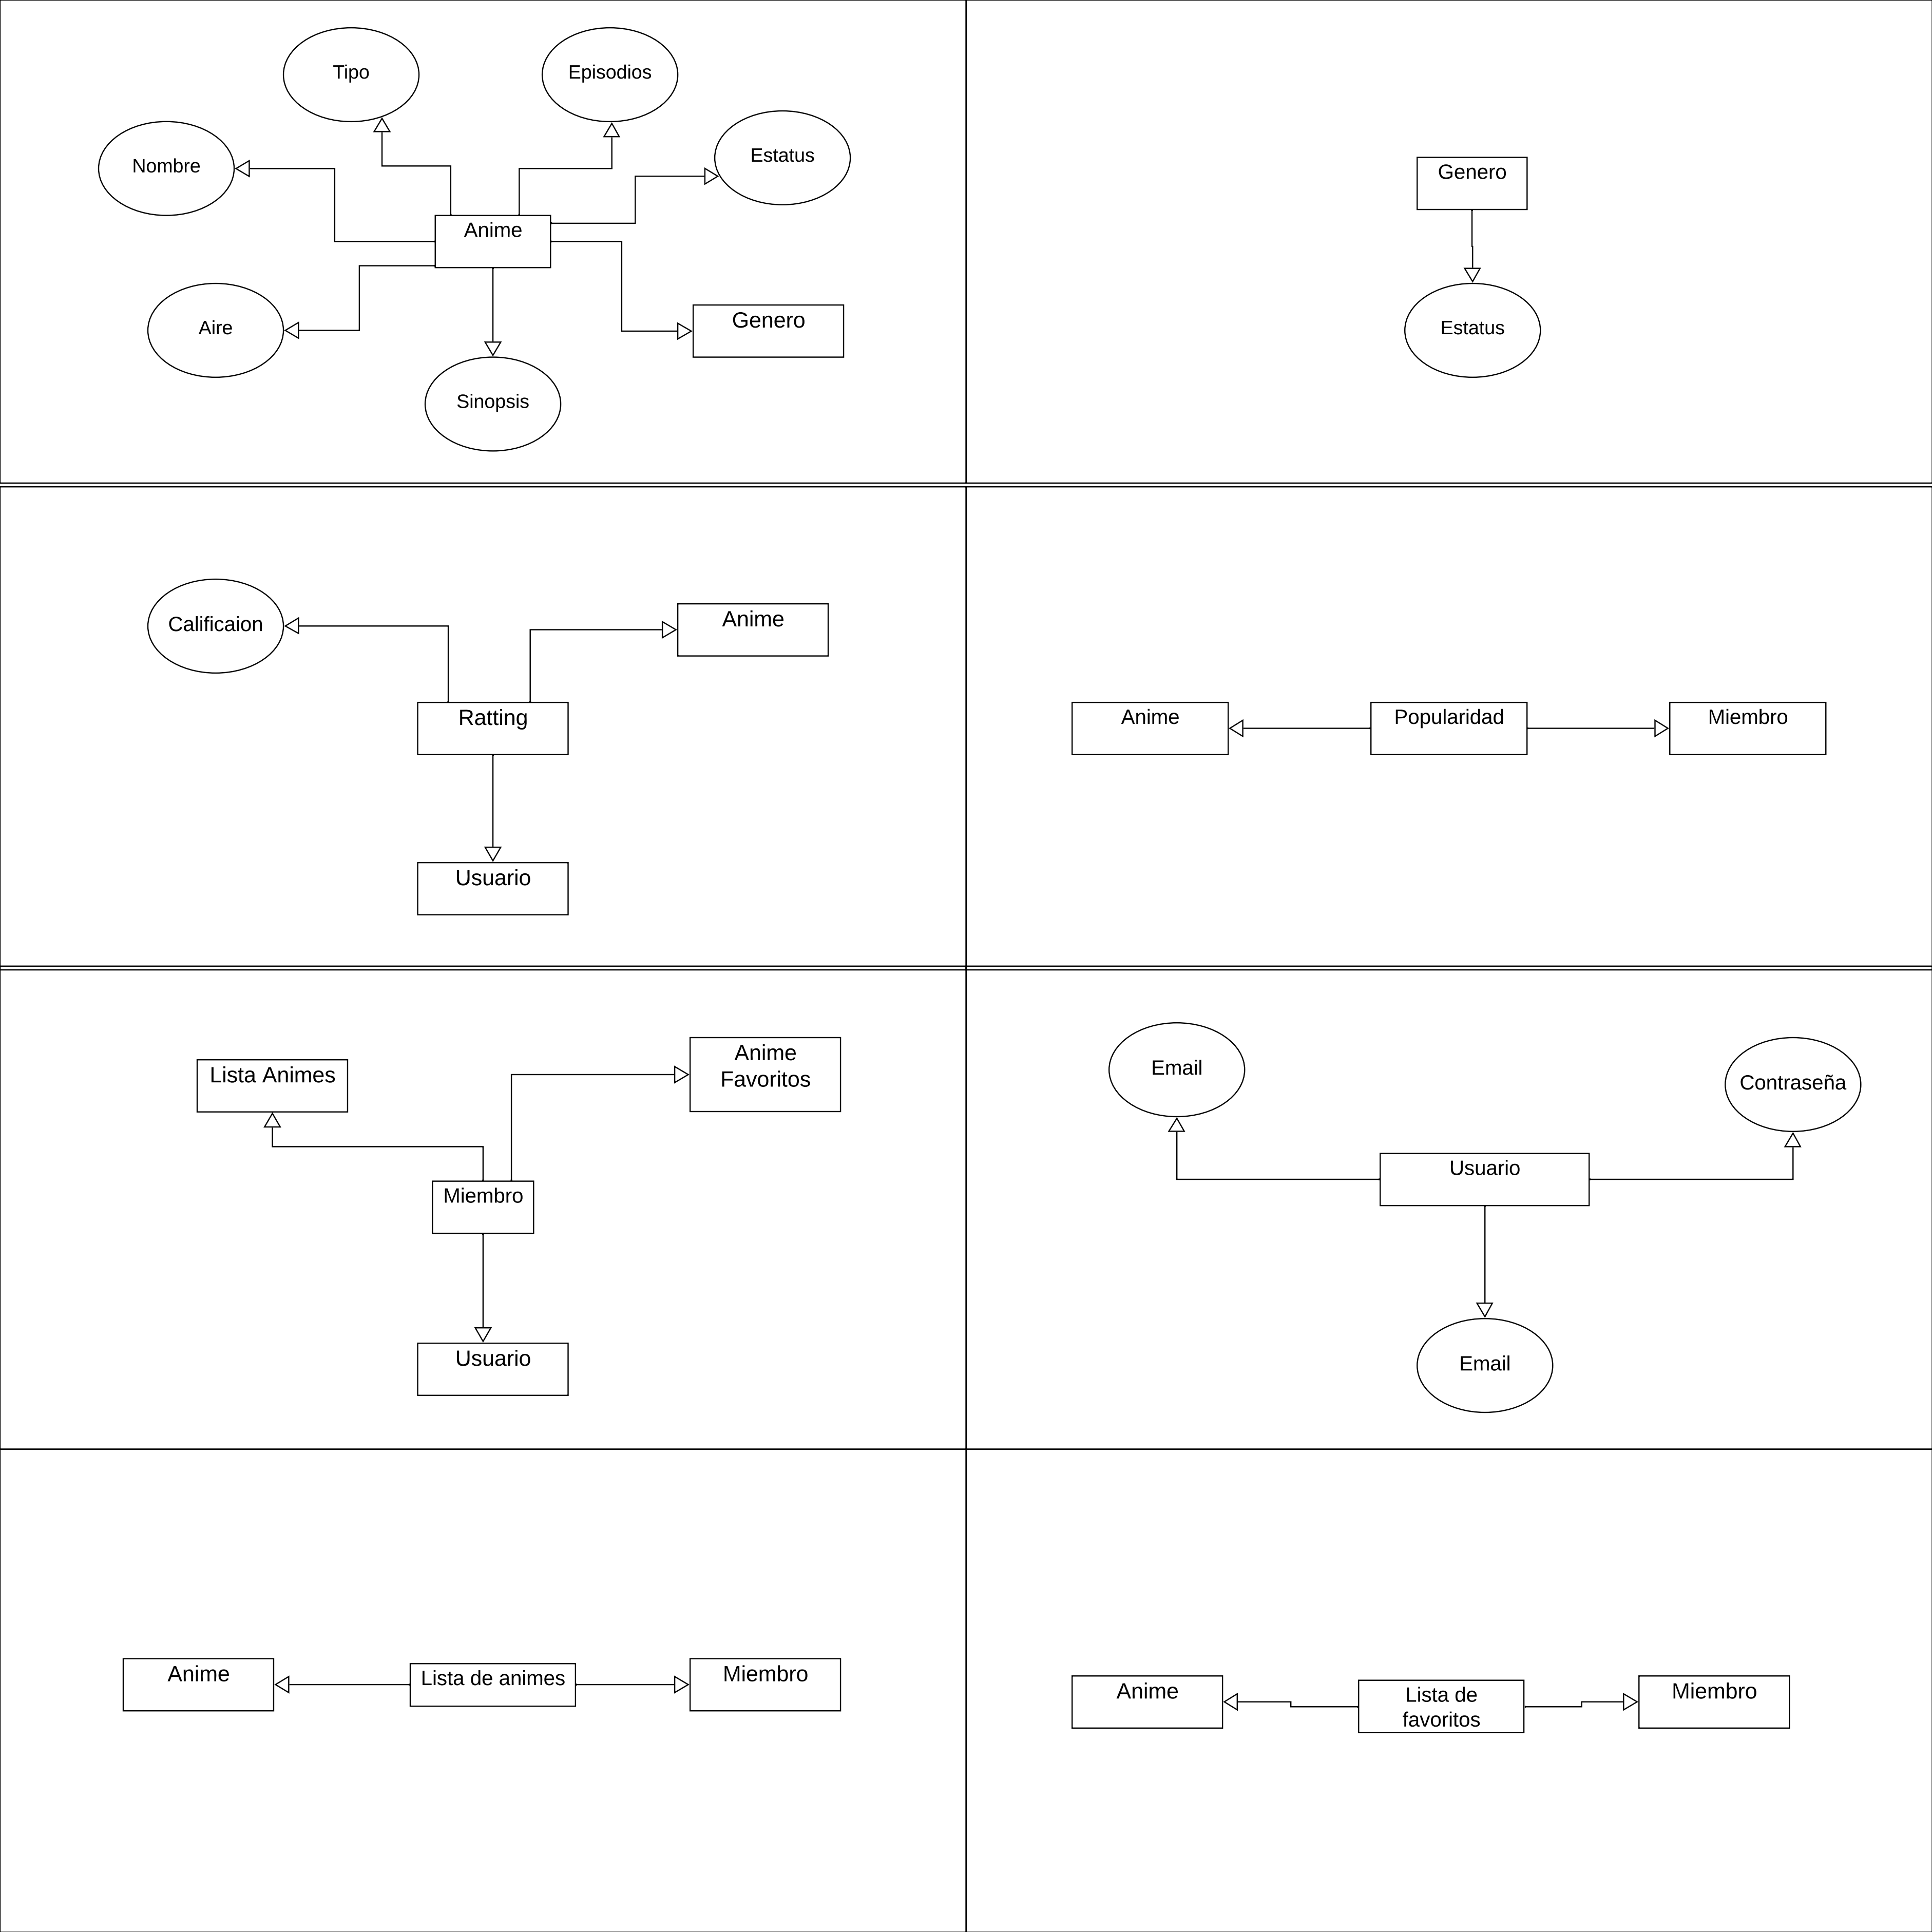 Tipo
Episodios
Nombre
Estatus
Anime
Aire
Genero
Sinopsis
Genero
Estatus
Calificaion
Anime
Ratting
Usuario
Anime
Popularidad
Miembro
Lista Animes
Anime
Favoritos
Miembro
Usuario
Email
Contraseña
Usuario
Email
Anime
Lista de animes
Miembro
Anime
Lista de
favoritos
Miembro